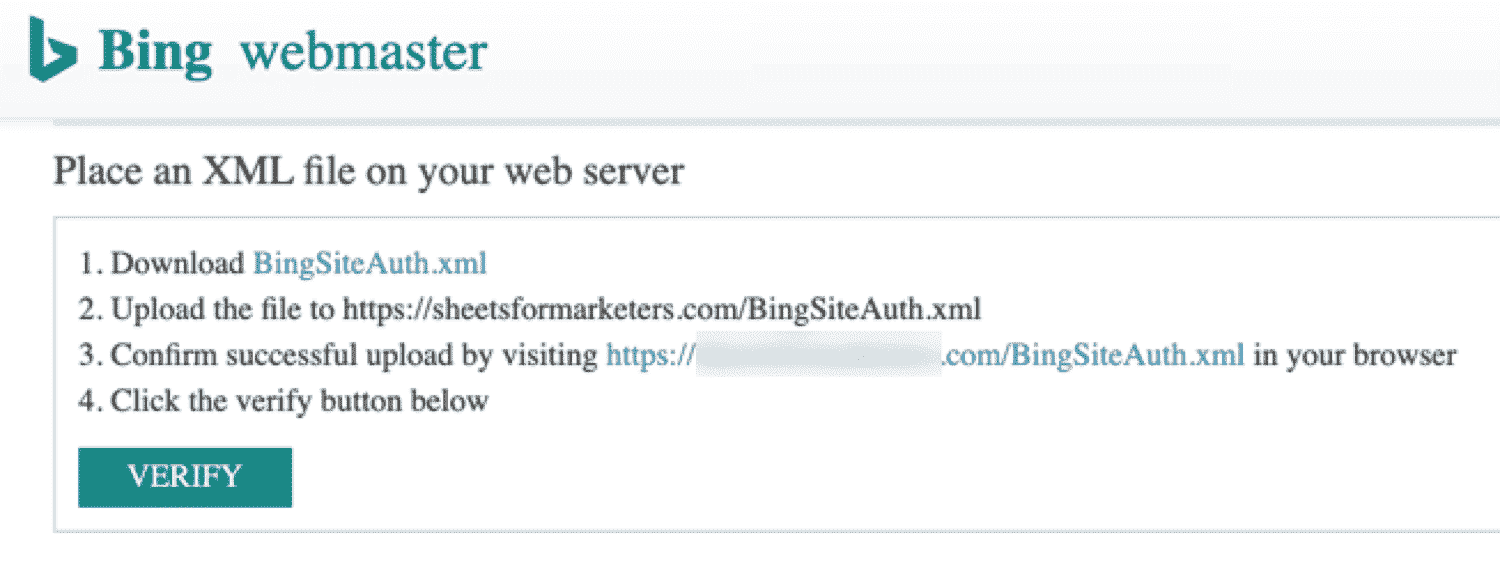 Bing webmaster
Place an XML file on your web server
1. Download BingSiteAuth.xml
2. Upload the file to https://sheetsformarketers.com/BingSiteAuth.xml
3. Confirm successful upload by visiting https:// .com/BingSiteAuth.xml in your browser
4. Click the verify button below
VERIFY